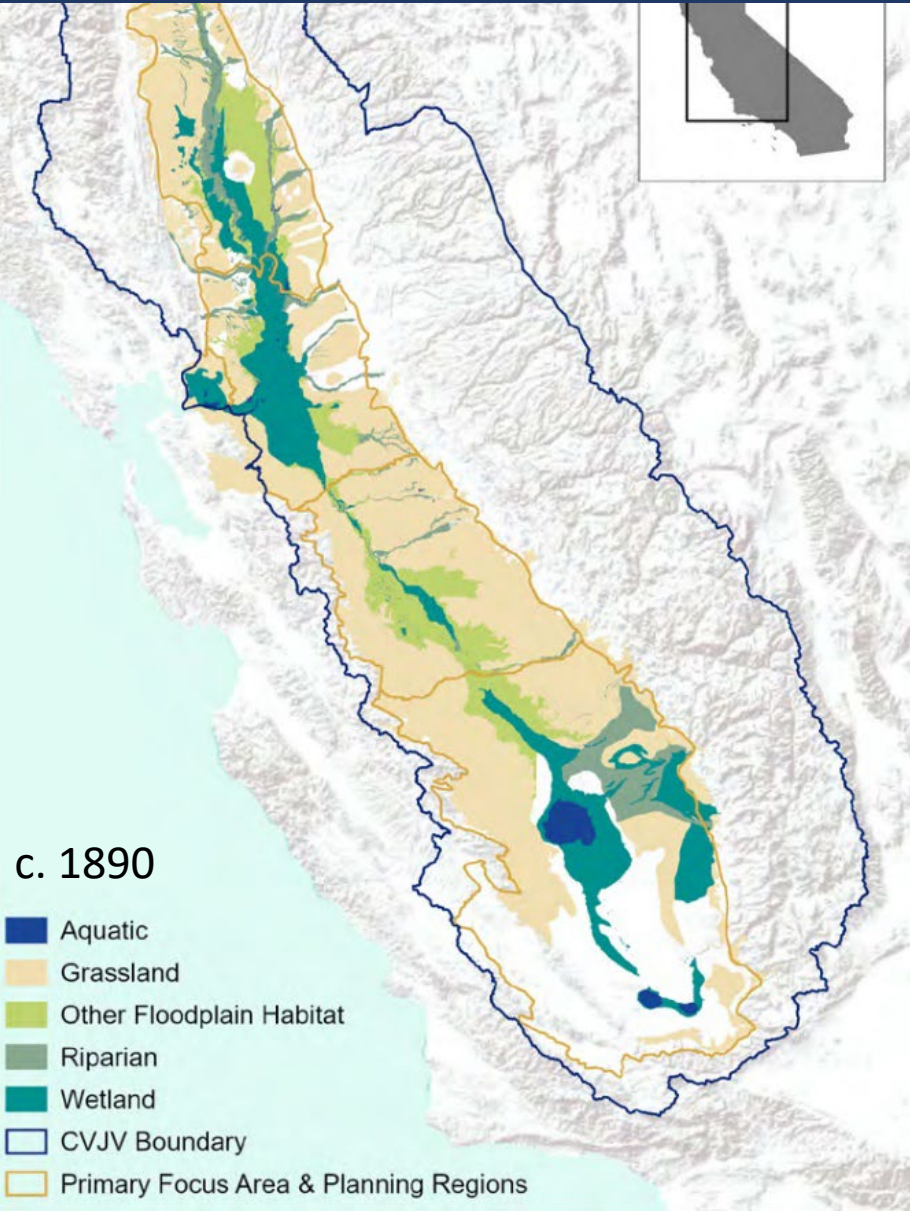 c. 1890
Aquatic
Grassland
Other Floodplain Habitat
Riparian
Wetland
CVJV Boundary
Primary Focus Area & Planning Regions